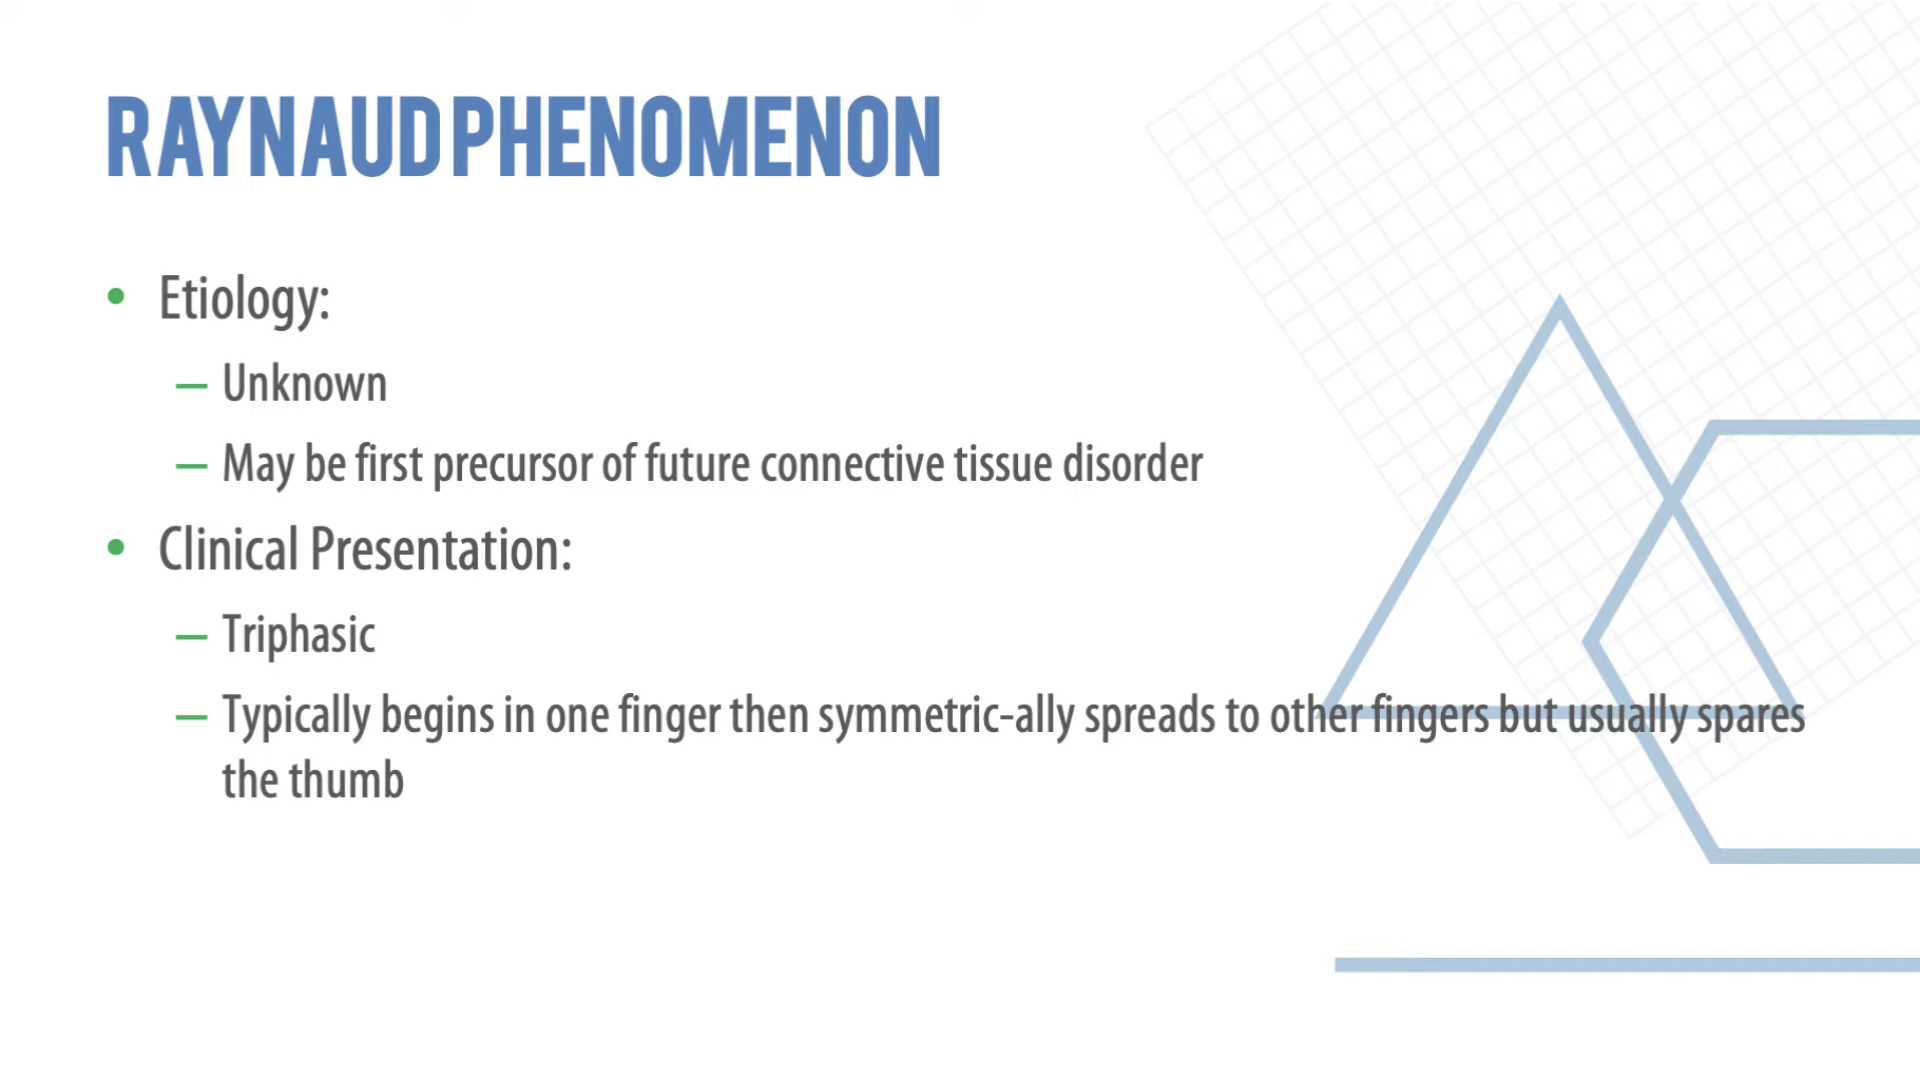 RAYNAUD PHENOMENON
• Etiology:
– Unknown
– May be first precursor of future connective tissue disorder
• Clinical Presentation:
– Triphasic
– Typically begins in one finger then symmetric-ally spreads to other fingers but usually spares
the thumb